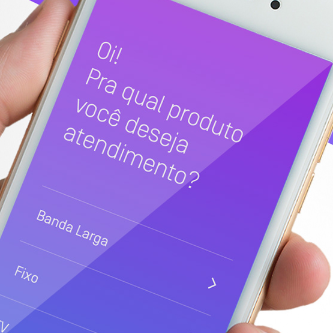 Oi!
Pra qual produto
você deseja
atendimento?
Banda Larga
Fixo